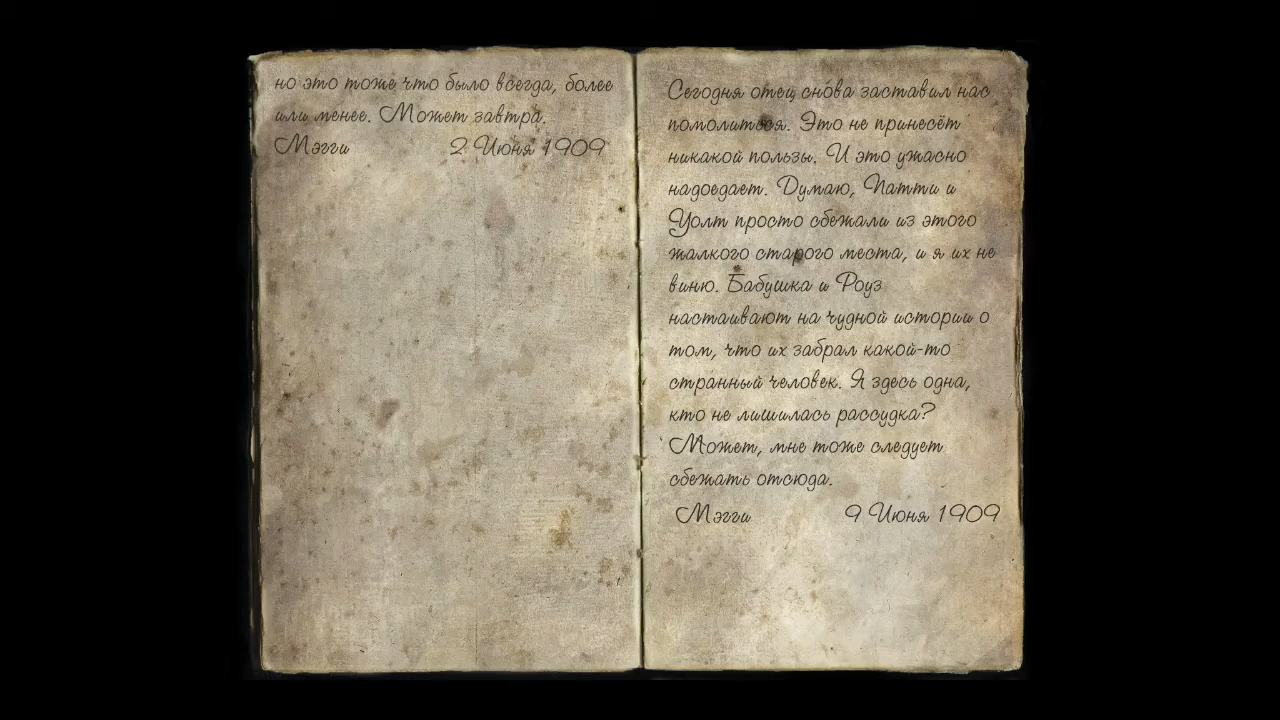 но это тоже что было всегда, более
или менее. Может завтра.
Мэгги 2 Июня 1909
Сегодня отец снова заставил нас
помолиться. Это не принесёт
никакой пользы. И это ужасно
надоедает. Думаю, Патти и
Уолт просто сбежали из этого
жалкого старого места, и я их не
виню. Бабушка и Роуз
настаивают на чудной истории о
том, что их забрал какой-то
странный человек. Я здесь одна,
кто не лишилась рассудка?
Может, мне тоже следует
сбежать отсюда.
Мэгги 9 Июня 1909